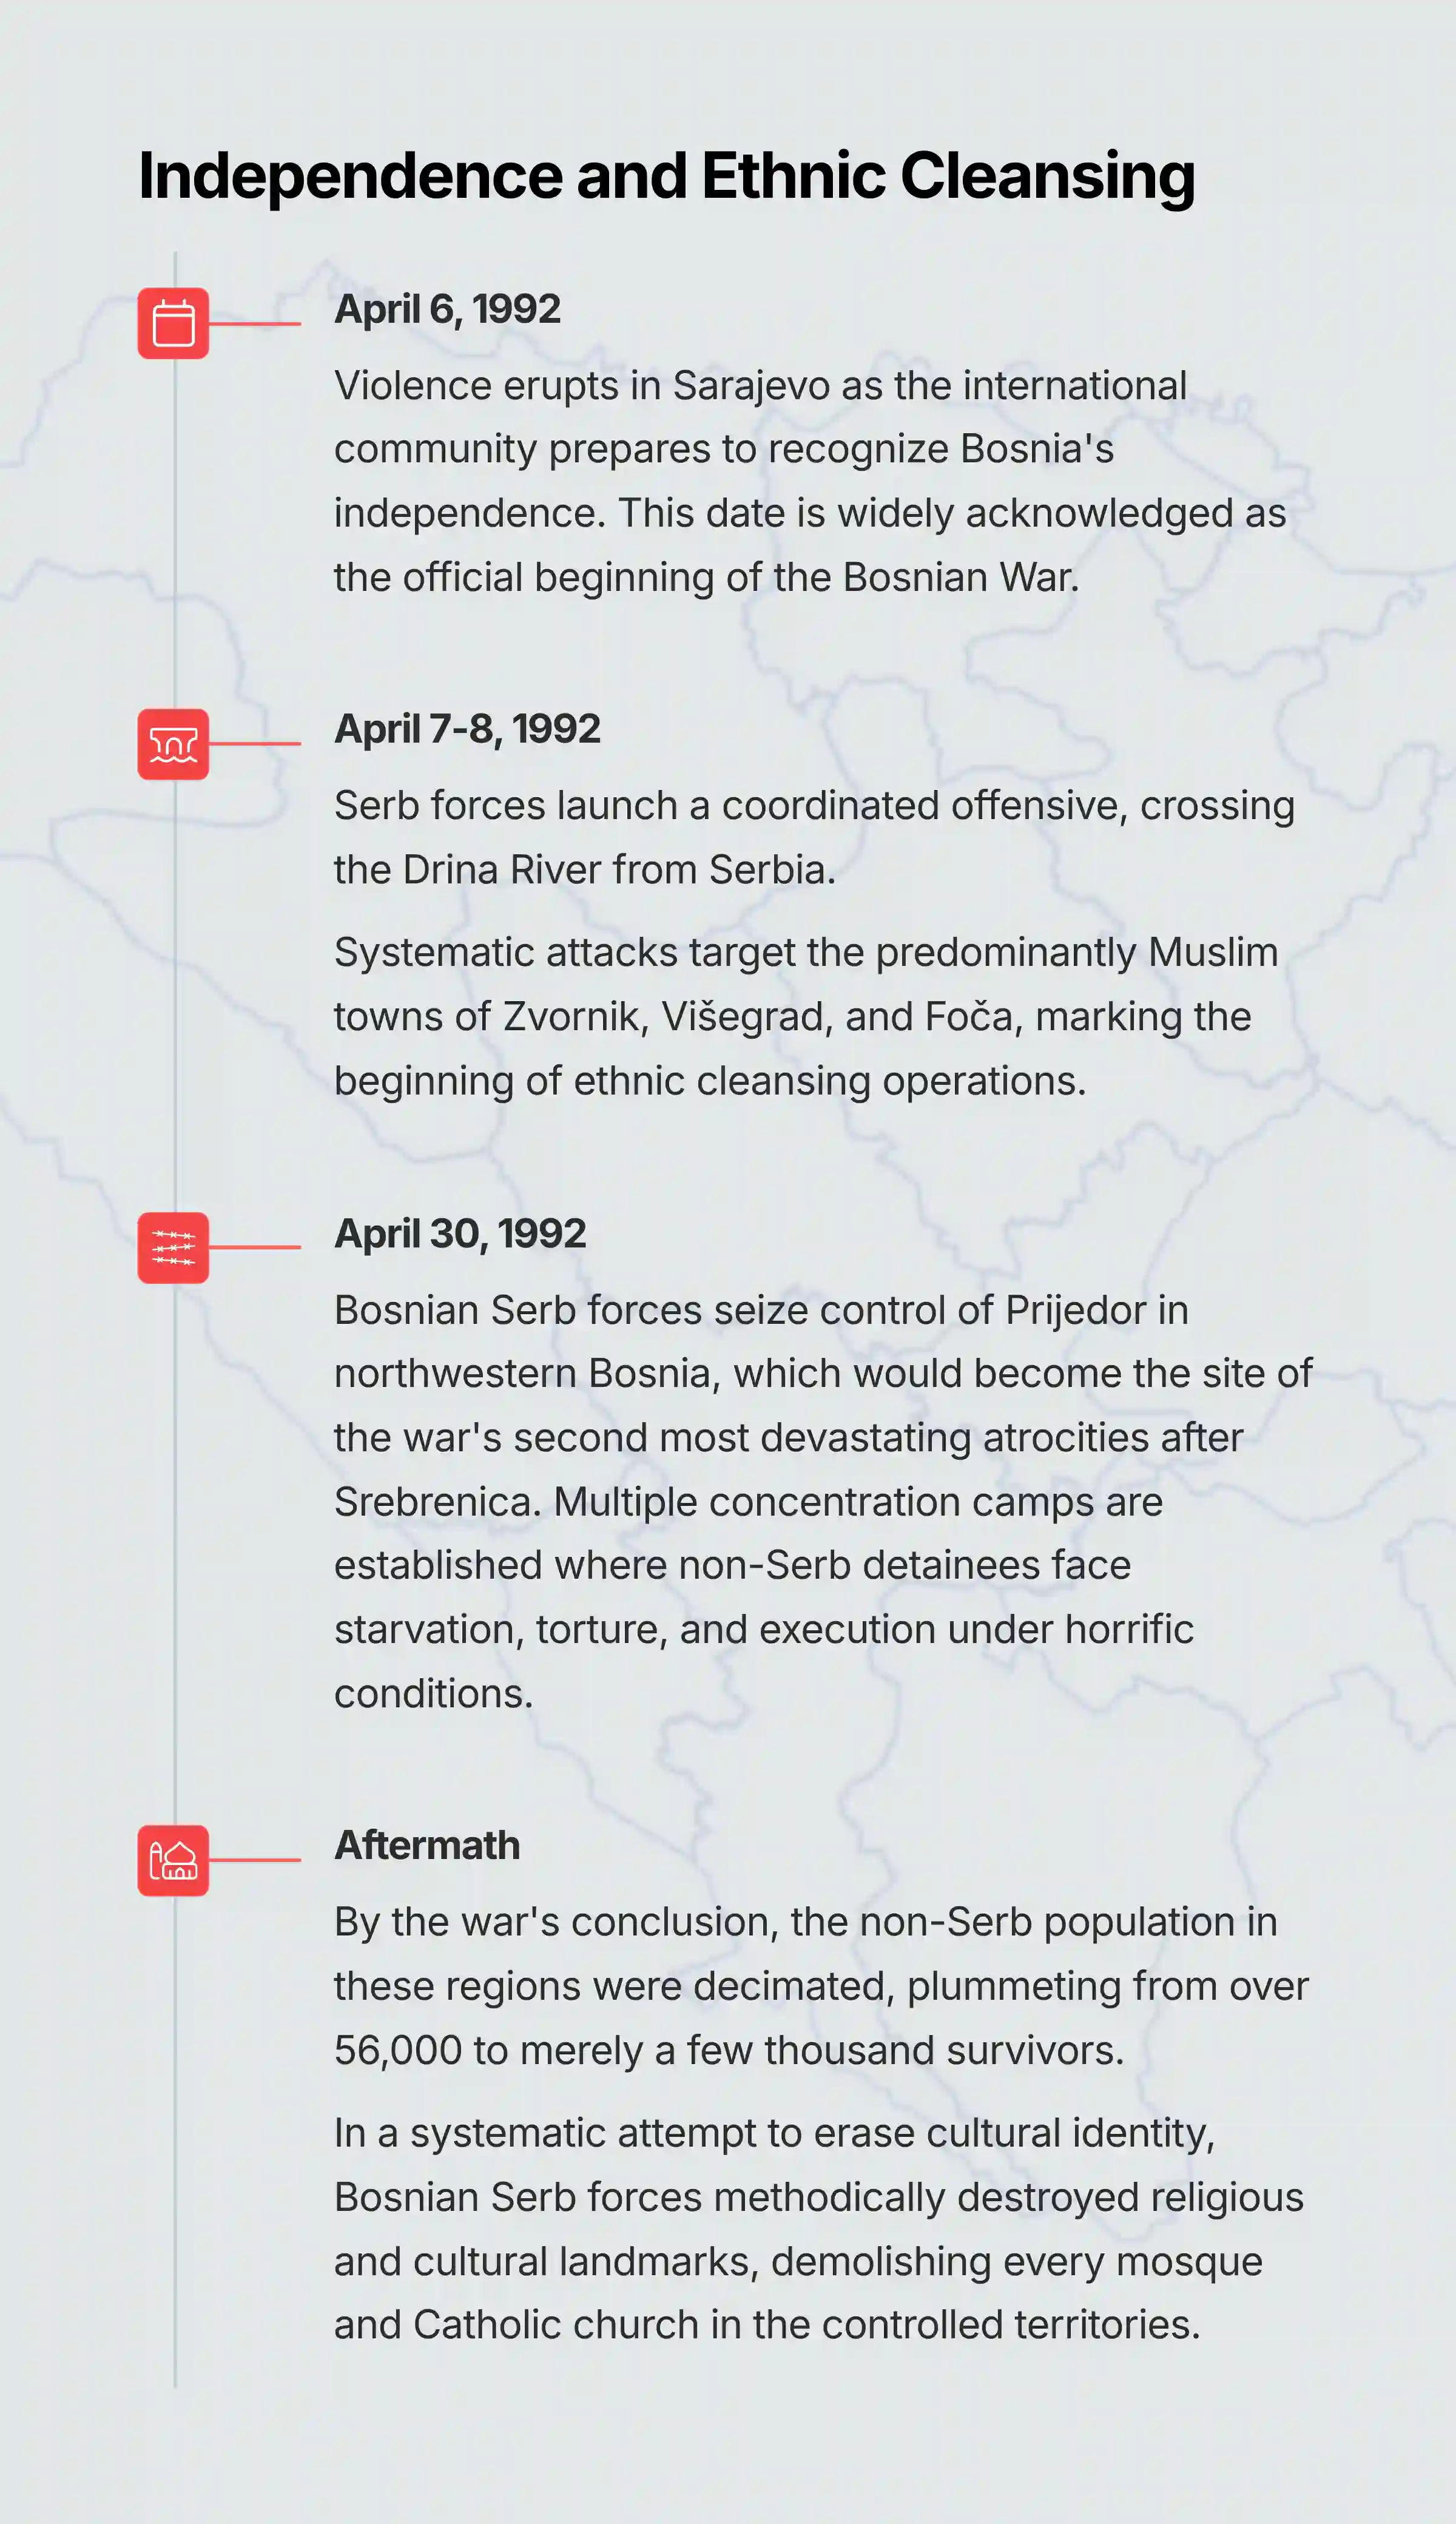 Independence and Ethnic Cleansing
April 6, 1992
Violence erupts in Sarajevo as the international
community prepares to recognize Bosnia's
independence. This date is widely acknowledged as
the official beginning of the Bosnian War.
April 7-8, 1992
Serb forces launch a coordinated offensive, crossing
the Drina River from Serbia.
Systematic attacks target the predominantly Muslim
towns of Zvornik, Višegrad, and Foča, marking the
beginning of ethnic cleansing operations.
April 30, 1992
Bosnian Serb forces seize control of Prijedor in
northwestern Bosnia, which would become the site of
the war's second most devastating atrocities after
Srebrenica. Multiple concentration camps are
established where non-Serb detainees face
starvation, torture, and execution under horrific
conditions.
Aftermath
By the war's conclusion, the non-Serb population in
these regions were decimated, plummeting from over
56,000 to merely a few thousand survivors.
In a systematic attempt to erase cultural identity,
Bosnian Serb forces methodically destroyed religious
and cultural landmarks, demolishing every mosque
and Catholic church in the controlled territories.